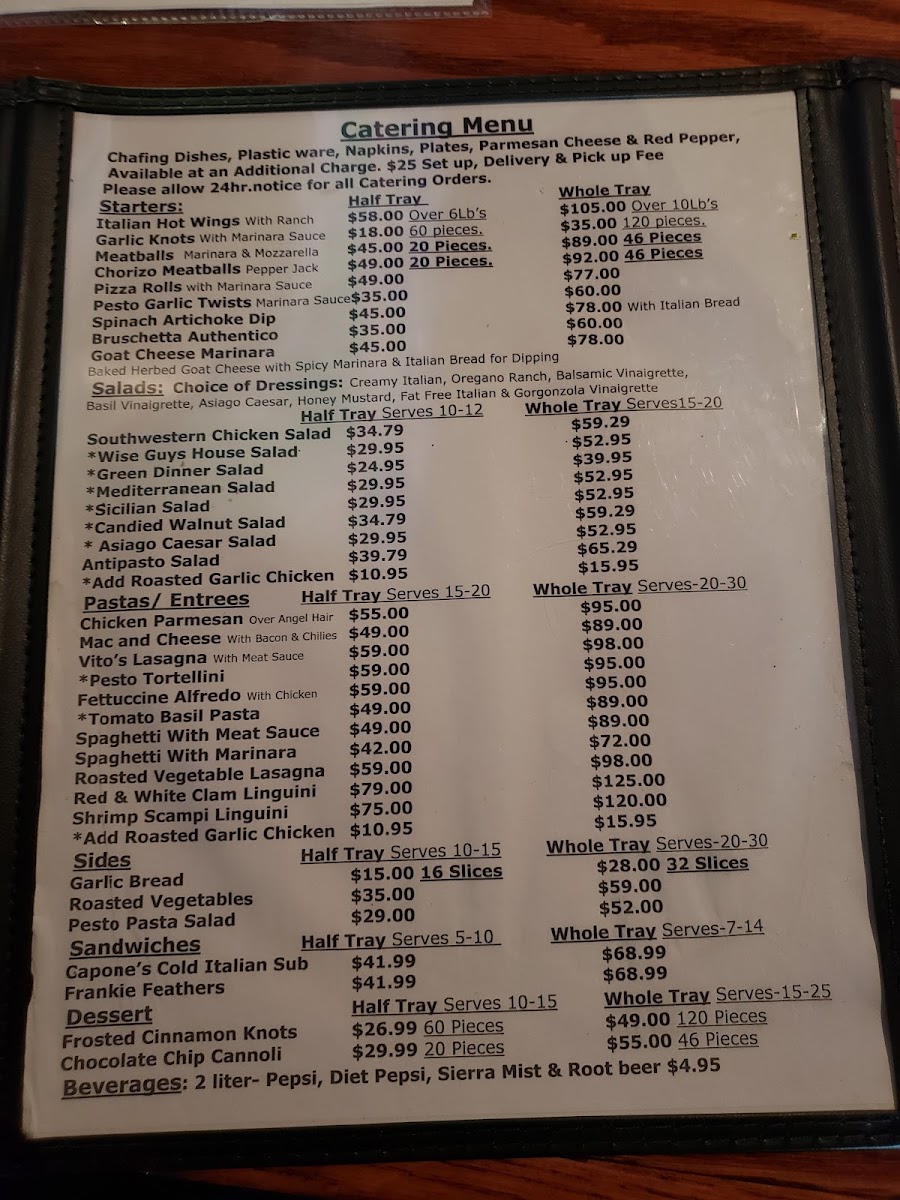 Catering Menu
Chafing Dishes, Plastic ware, Napkins, Plates, Parmesan Cheese & Red Pepper,
Available at an Additional Charge. $25 Set up, Delivery & Pick up Fee
Please allow 24hr.notice for all Catering Orders.
Starters: Half Tray Whole Tray
Italian Hot Wings With Ranch $58.00 Over 6Lb's $105.00 Over 10Lb's
Garlic Knots With Marinara Sauce $18.00 60 pieces. $35.00 120 pieces.
Meatballs Marinara & Mozzarella $45.00 20 Pieces. $89.00 46 Pieces
Chorizo Meatballs Pepper Jack $49.00 20 Pieces. $92.00 46 Pieces
Pizza Rolls with Marinara Sauce $49.00 $77.00
Pesto Garlic Twists Marinara Sauce $35.00 $60.00
Spinach Artichoke Dip $45.00 $78.00 With Italian Bread
Bruschetta Authentico $35.00 $60.00
Goat Cheese Marinara $45.00 $78.00
Baked Herbed Goat Cheese with Spicy Marinara & Italian Bread for Dipping
Salads: Choice of Dressings: Creamy Italian, Oregano Ranch, Balsamic Vinaigrette,
Basil Vinaigrette, Asiago Caesar, Honey Mustard, Fat Free Italian & Gorgonzola Vinaigrette
Half Tray Serves 10-12 Whole Tray Serves15-20
Southwestern Chicken Salad $34.79 $59.29
*Wise Guys House Salad $29.95 $52.95
*Green Dinner Salad $24.95 $39.95
*Mediterranean Salad $29.95 $52.95
*Sicilian Salad $29.95 $52.95
*Candied Walnut Salad $34.79 $59.29
* Asiago Caesar Salad $29.95 $52.95
Antipasto Salad $39.79 $65.29
*Add Roasted Garlic Chicken $10.95 $15.95
Pastas/ Entrees Half Tray Serves 15-20 Whole Tray Serves-20-30
Chicken Parmesan Over Angel Hair $55.00 $95.00
Mac and Cheese With Bacon & Chilies $49.00 $89.00
Vito's Lasagna With Meat Sauce $59.00 $98.00
*Pesto Tortellini $59.00 $95.00
Fettuccine Alfredo With Chicken $59.00 $95.00
*Tomato Basil Pasta $49.00 $89.00
Spaghetti With Meat Sauce $49.00 $89.00
Spaghetti With Marinara $42.00 $72.00
Roasted Vegetable Lasagna $59.00 $98.00
Red & White Clam Linguini $79.00 $125.00
Shrimp Scampi Linguini $75.00 $120.00
*Add Roasted Garlic Chicken $10.95 $15.95
Sides Half Tray Serves 10-15 Whole Tray Serves-20-30
Garlic Bread $15.00 16 Slices $28.00 32 Slices
Roasted Vegetables $35.00 $59.00
Pesto Pasta Salad $29.00 $52.00
Sandwiches Half Tray Serves 5-10 Whole Tray Serves-7-14
Capone's Cold Italian Sub $41.99 $68.99
Frankie Feathers $41.99 $68.99
Dessert Half Tray Serves 10-15 Whole Tray Serves-15-25
Frosted Cinnamon Knots $26.99 60 Pieces $49.00 120 Pieces
Chocolate Chip Cannoli $29.99 20 Pieces $55.00 46 Pieces
Beverages: 2 liter- Pepsi, Diet Pepsi, Sierra Mist & Root beer $4.95